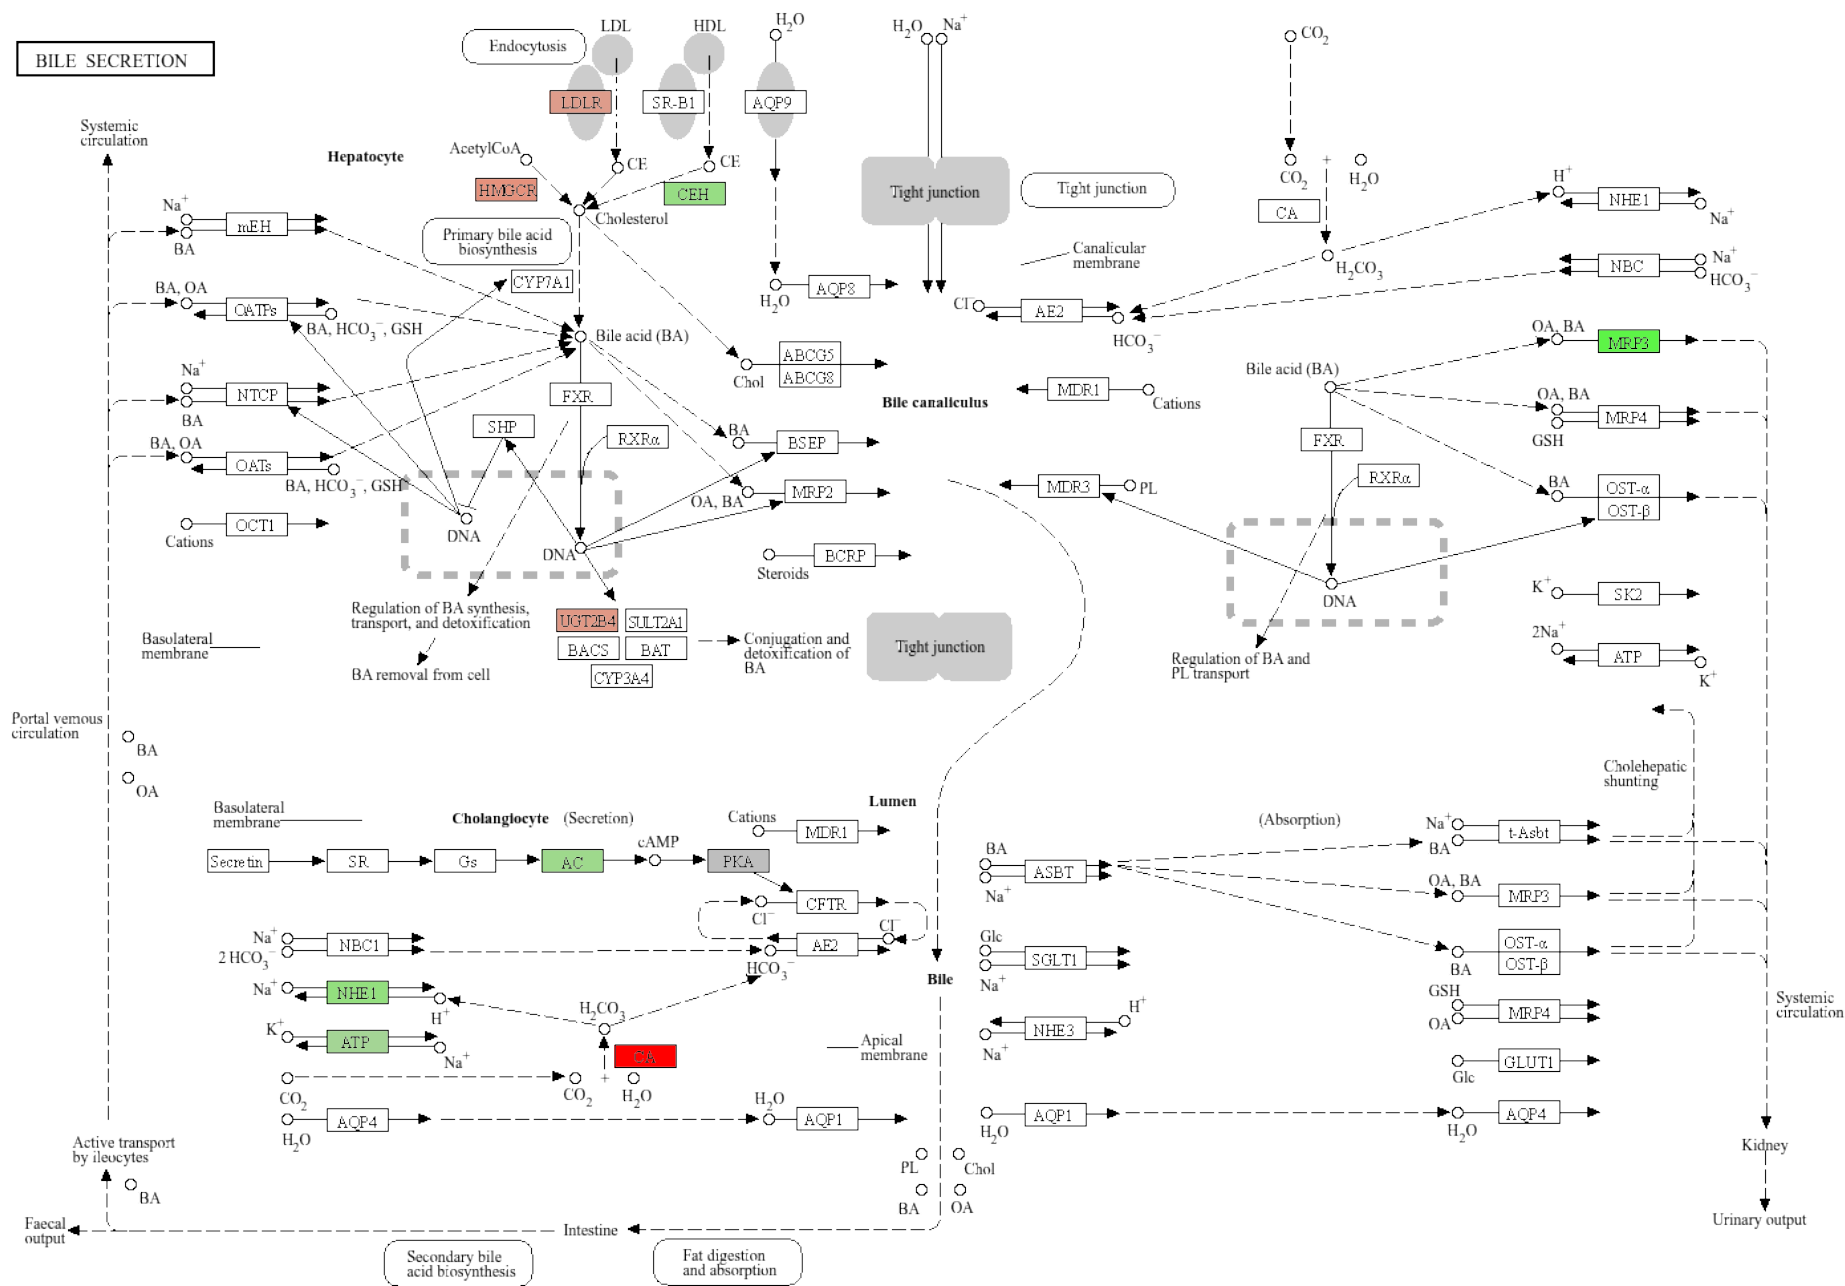 BILE SECRETION
Endocytosis
LDL
HDL
H2O
H2O
Na+
CO2
LDLR
SR-B1
AQP9
Systemic
circulation
Hepatocyte
AcetylCoA
CE
CE
HMGCR
CEH
Cholesterol
Primary bile acid
biosynthesis
Tight junction
Tight junction
CO2
+
H2O
CA
H2CO3
H+
NHE1
Na+
Canalicular
membrane
NBC
Na+
HCO3−
Na+
mEH
BA
CYP7A1
BA, OA
OATPs
BA, HCO3−, GSH
H2O
AQP8
Cl−
AE2
HCO3−
Bile acid (BA)
ABCG5
ABCG8
Chol
OA, BA
MRP3
Na+
NTCP
BA
FXR
Bile canaliculus
MDR1
Cations
Bile acid (BA)
OA, BA
MRP4
GSH
SHP
RXRα
BA
BSEP
FXR
BA, OA
OATs
BA, HCO3−, GSH
OA, BA
MRP2
MDR3
PL
RXRα
BA
OST-α
OST-β
OCT1
Cations
DNA
DNA
BCRP
Steroids
DNA
K+
SK2
Regulation of BA synthesis,
transport, and detoxification
BA removal from cell
UGT2B4
SULT2A1
BACS
BAT
CYP3A4
Conjugation and
detoxification of
BA
Tight junction
Regulation of BA and
PL transport
2Na+
ATP
K+
Basolateral
membrane
Portal venous
circulation
BA
OA
Cholehepatic
shunting
Basolateral
membrane
Cholangiocyte
(Secretion)
Lumen
Cations
MDR1
(Absorption)
Na+
t-Asbt
BA
Secretin
SR
Gs
AC
cAMP
PKA
BA
ASBT
Na+
OA, BA
MRP3
CFTR
Cl−
Cl−
Na+
NBC1
2 HCO3−
AE2
HCO3−
Glc
SGLT1
Na+
OST-α
OST-β
BA
Bile
Na+
NHE1
H+
H2CO3
GSH
MRP4
OA
Systemic
circulation
K+
ATP
Na+
CA
Apical
membrane
H+
NHE3
Na+
GLUT1
Glc
CO2
CO2
+
H2O
AQP4
H2O
H2O
AQP1
H2O
AQP1
H2O
AQP4
Active transport
by ileocytes
BA
PL
Chol
BA
OA
Kidney
Faecal
output
Intestine
Urinary output
Secondary bile
acid biosynthesis
Fat digestion
and absorption